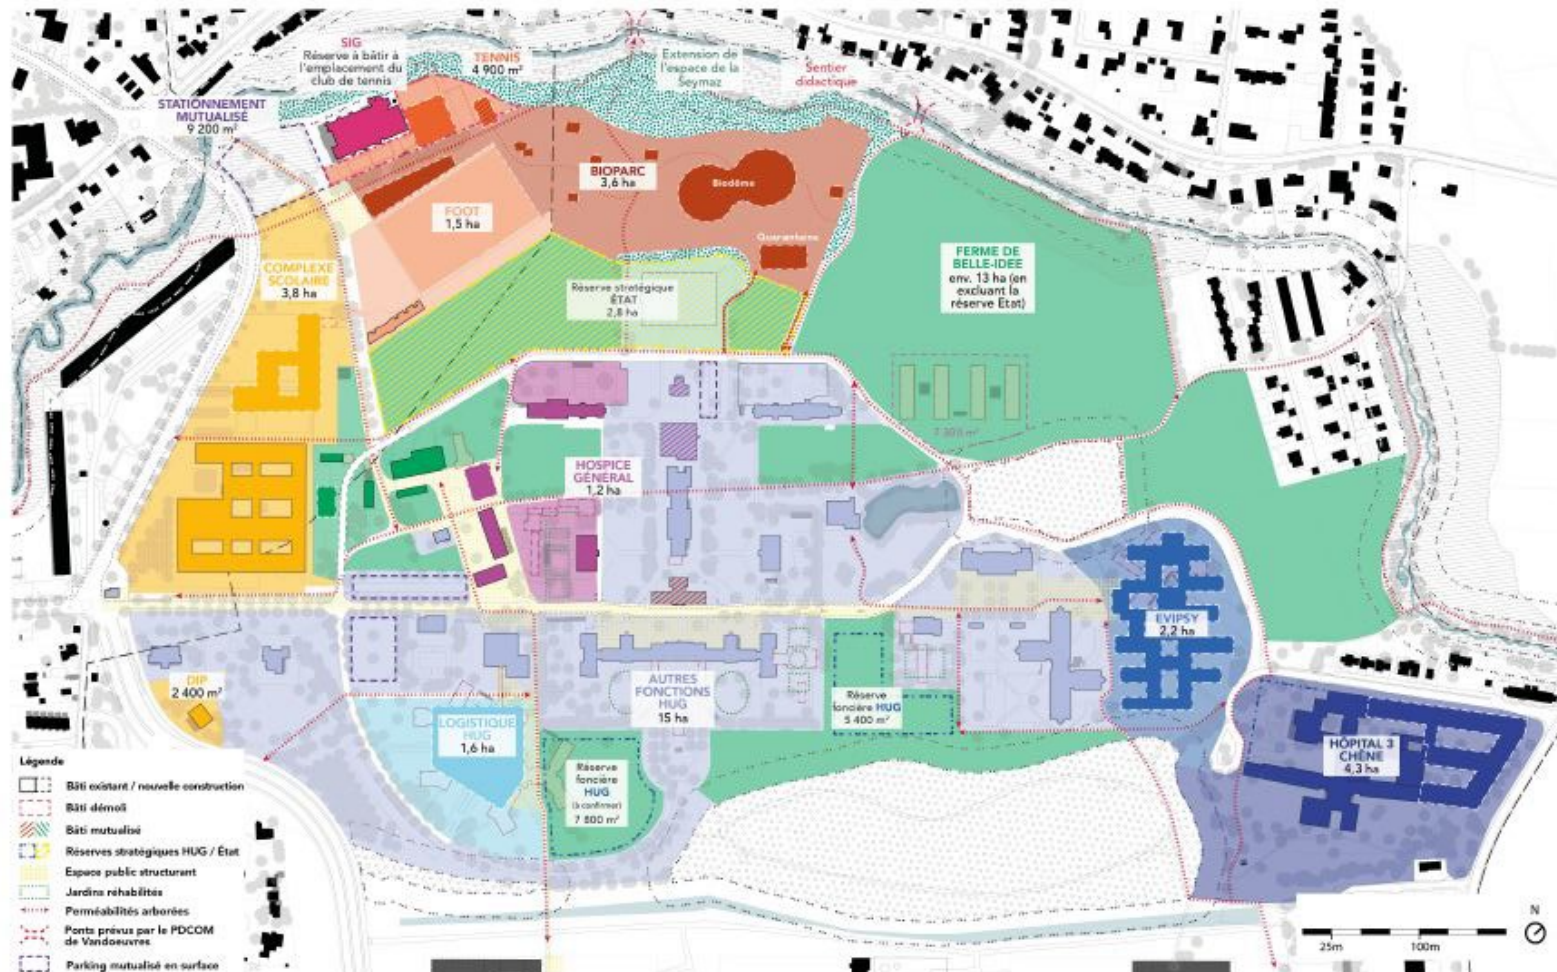 SIG
Réserve à bâtir à
l'emplacement du
club de tennis
TENNIS
4 900 m²
Extension de
l'espace de la
Seymaz
Sentier
didactique
STATIONNEMENT
MUTUALISÉ
9 200 m²
BIOPARC
3,6 ha
Biodôme
FOOT
1,5 ha
Quarantaine
COMPLEXE
SCOLAIRE
3,8 ha
FERME DE
BELLE-IDEE
env. 13 ha (en
excluant la
réserve Etat)
Réserve stratégique
ÉTAT
2,8 ha
7 300 m²
HOSPICE
GÉNÉRAL
1,2 ha
EVIPSY
2,2 ha
DIP
2 400 m²
AUTRES
FONCTIONS
HUG
15 ha
Réserve
foncière HUG
5 400 m²
LOGISTIQUE
HUG
1,6 ha
HÔPITAL 3
CHÊNE
4,3 ha
Réserve
foncière
HUG
(à confirmer)
7 800 m²
Légende
Bâti existant / nouvelle construction
Bâti démoli
Bâti mutualisé
Réserves stratégiques HUG / État
Espace public structurant
Jardins réhabilités
Perméabilités arborées
Ponts prévus par le PDCOM
de Vandoeuvres
Parking mutualisé en surface
N
25m
100m